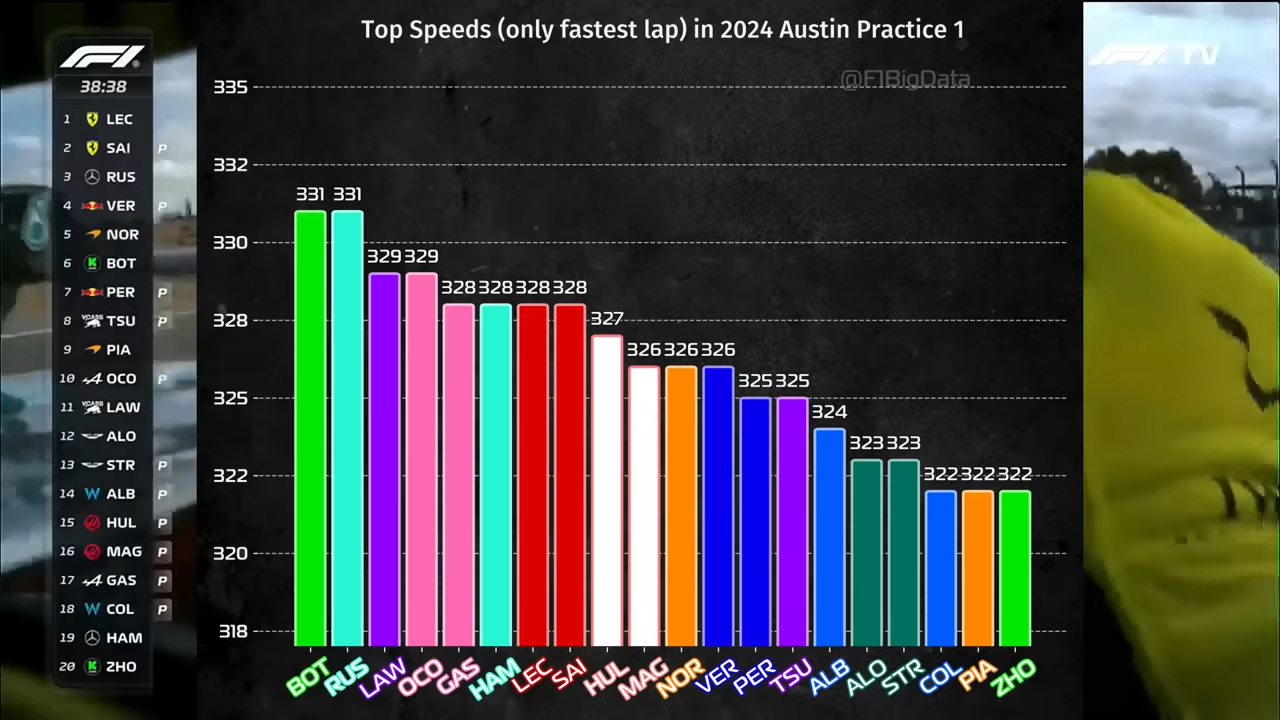 Top Speeds (only fastest lap) in 2024 Austin Practice 1
@F1BigData
F1 TV
F1
38:38
1 LEC
2 SAI P
3 RUS
4 VER P
5 NOR
6 BOT
7 PER P
8 TSU P
9 PIA
10 OCO P
11 LAW
12 ALO
13 STR P
14 ALB P
15 HUL P
16 MAG P
17 GAS P
18 COL P
19 HAM
20 ZHO
335
332
330
328
325
322
320
318
331 331 329 329 328 328 328 328 327 326 326 326 325 325 324 323 323 322 322 322
BOT RUS LAW OCO GAS HAM LEC SAI HUL MAG NOR VER PER TSU ALB ALO STR COL PIA ZHO